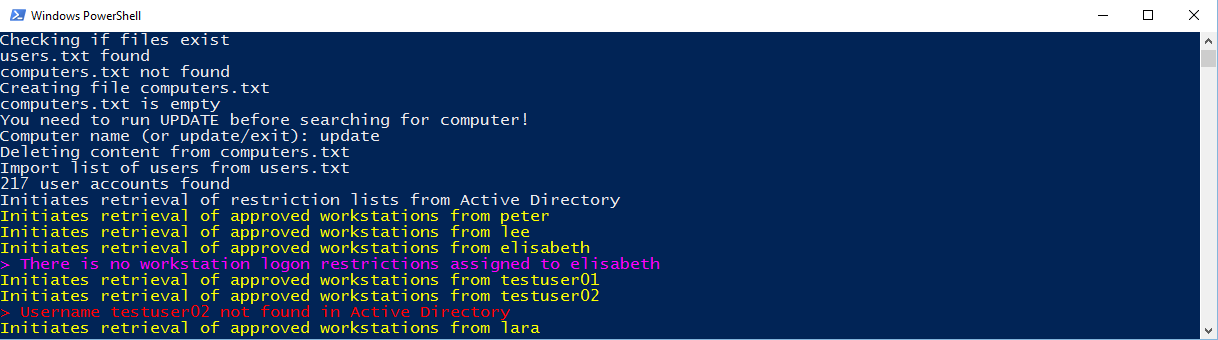 Windows PowerShell
Checking if files exist
users.txt found
computers.txt not found
Creating file computers.txt
computers.txt is empty
You need to run UPDATE before searching for computer!
Computer name (or update/exit): update
Deleting content from computers.txt
Import list of users from users.txt
217 user accounts found
Initiates retrieval of restriction lists from Active Directory
Initiates retrieval of approved workstations from peter
Initiates retrieval of approved workstations from lee
Initiates retrieval of approved workstations from elisabeth
> There is no workstation logon restrictions assigned to elisabeth
Initiates retrieval of approved workstations from testuser01
Initiates retrieval of approved workstations from testuser02
> Username testuser02 not found in Active Directory
Initiates retrieval of approved workstations from lara